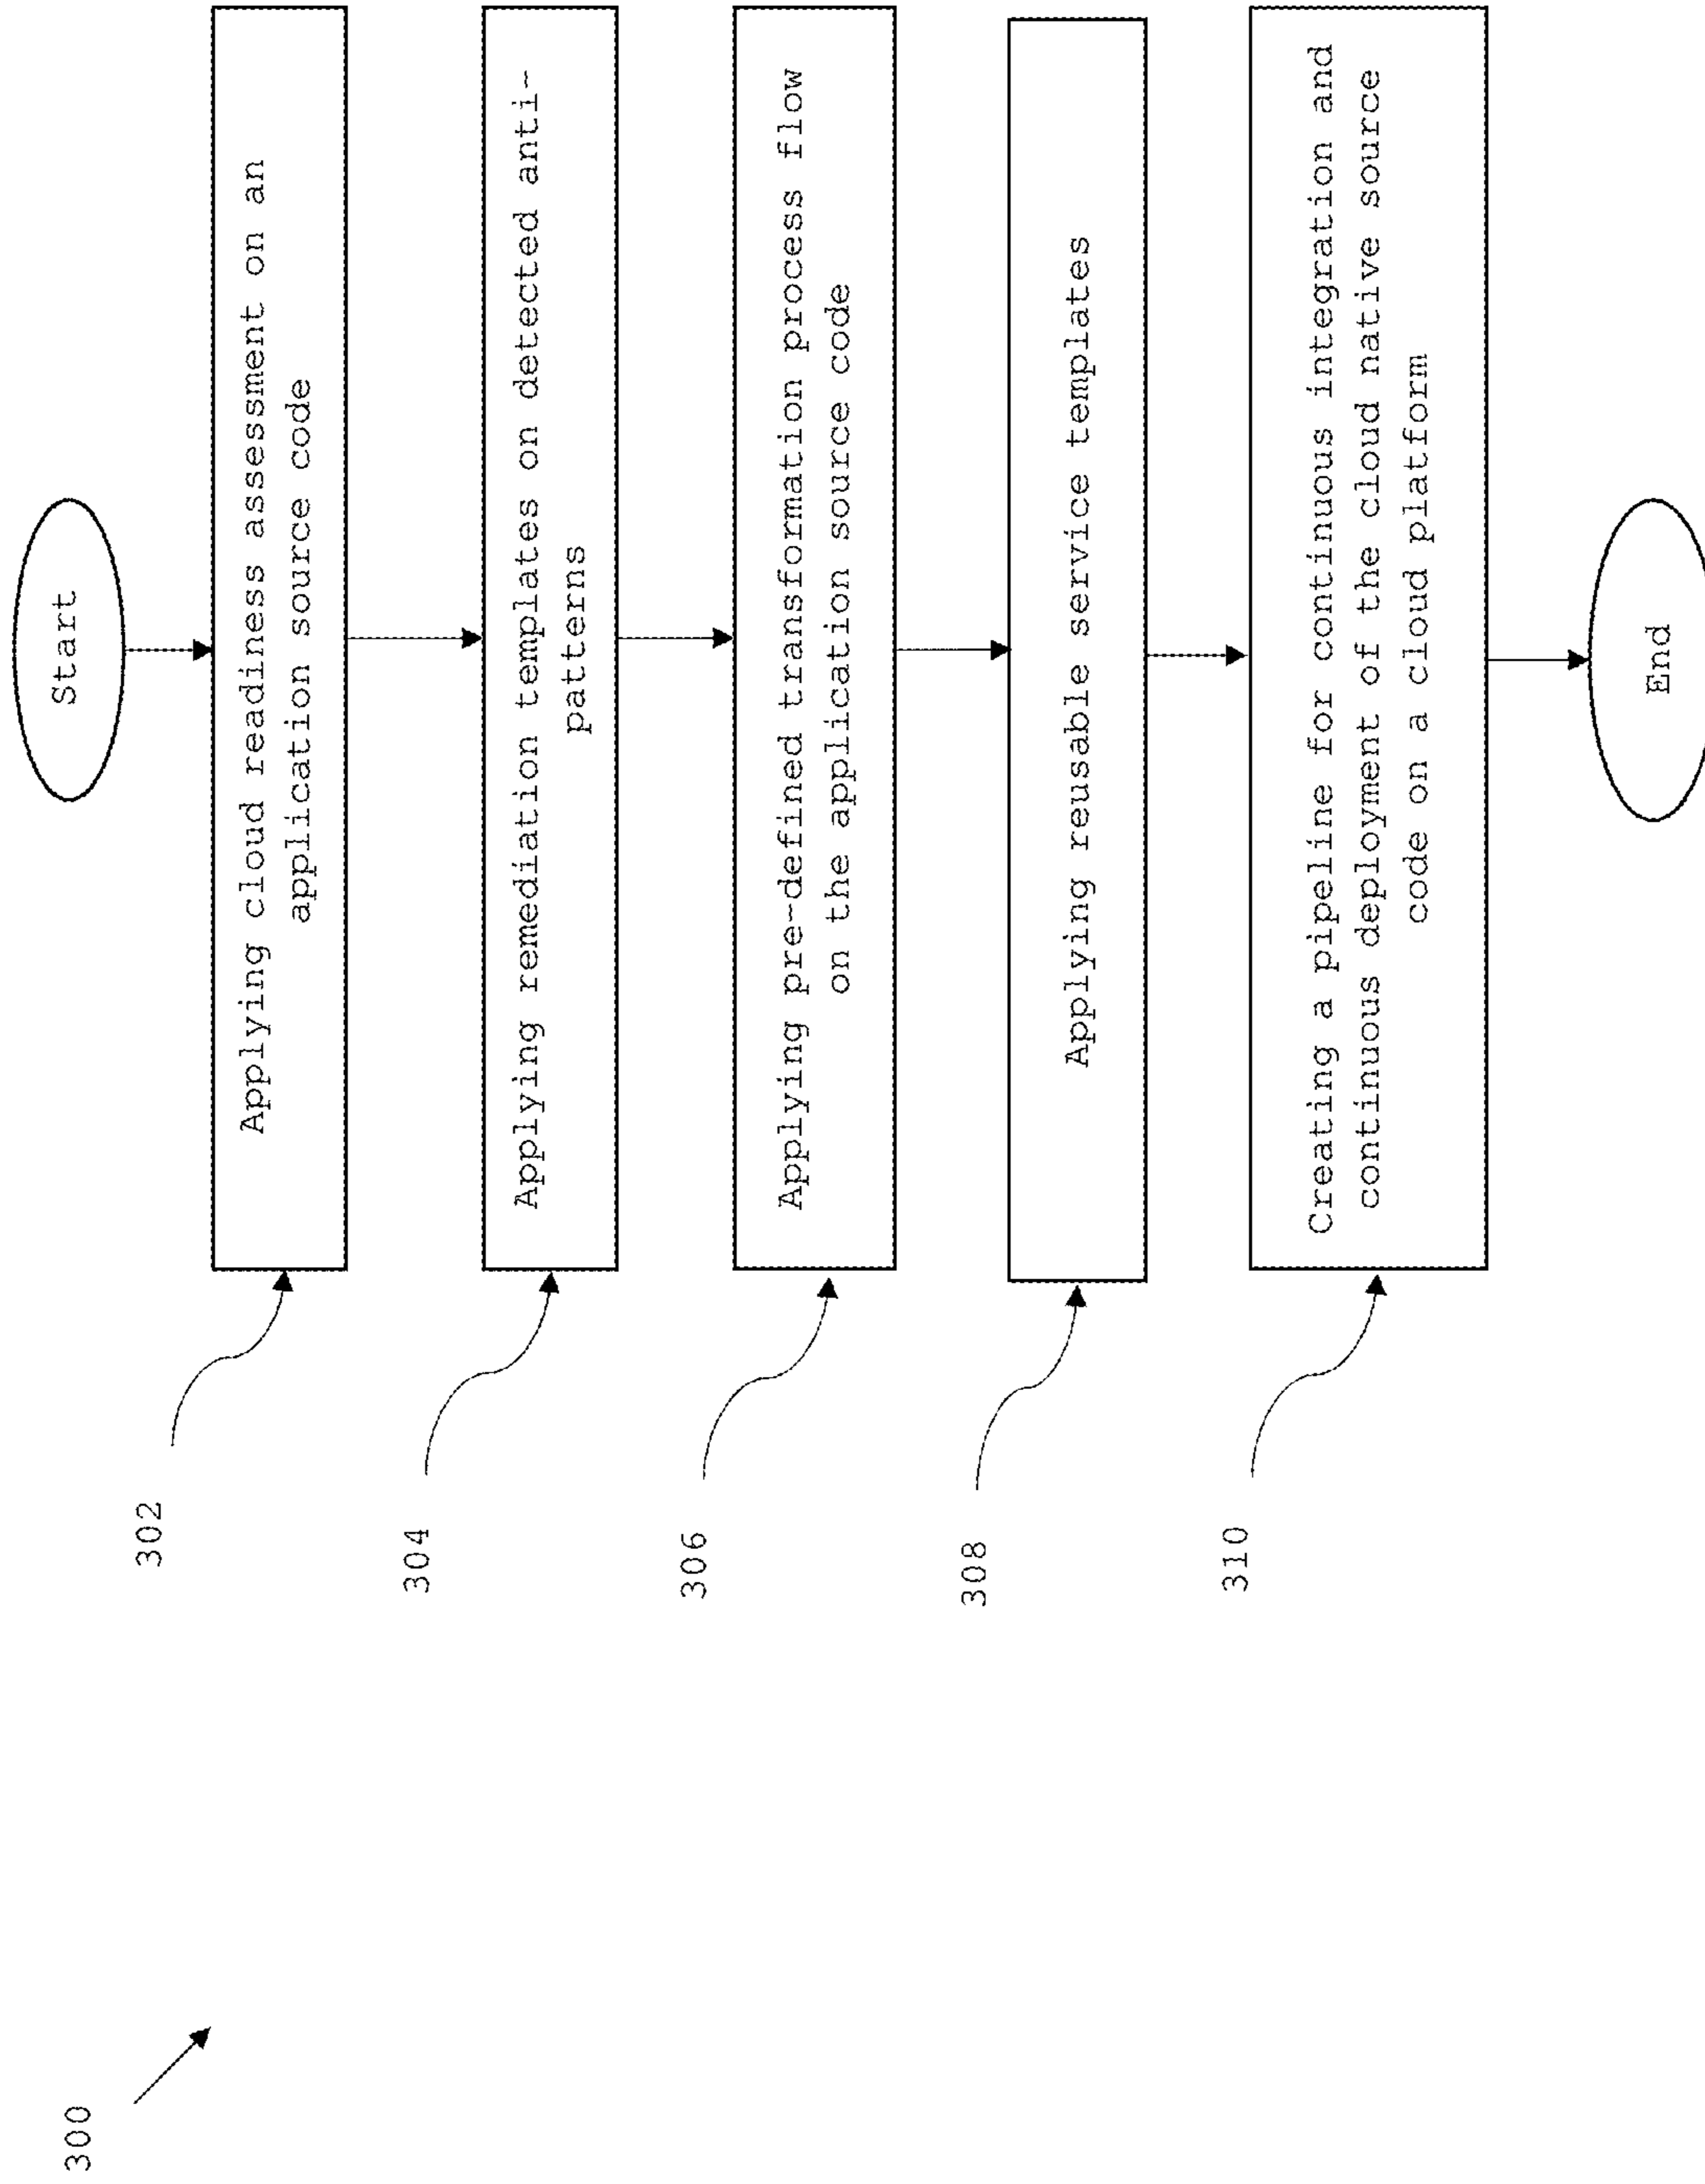 300
Start
302
Applying cloud readiness assessment on an
application source code
304
Applying remediation templates on detected anti-
patterns
306
Applying pre-defined transformation process flow
on the application source code
308
Applying reusable service templates
310
Creating a pipeline for continuous integration and
continuous deployment of the cloud native source
code on a cloud platform
End